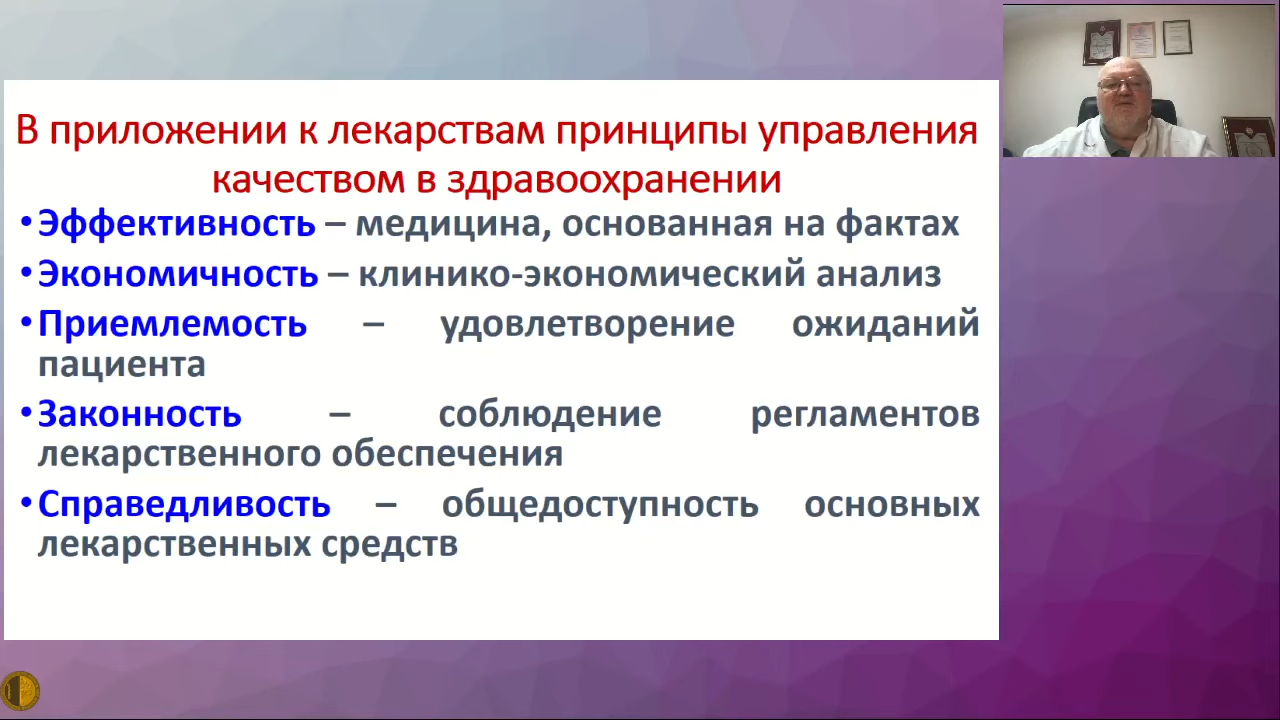 В приложении к лекарствам принципы управления
качеством в здравоохранении
•Эффективность – медицина, основанная на фактах
•Экономичность – клинико-экономический анализ
•Приемлемость – удовлетворение ожиданий
пациента
•Законность – соблюдение регламентов
лекарственного обеспечения
•Справедливость – общедоступность основных
лекарственных средств